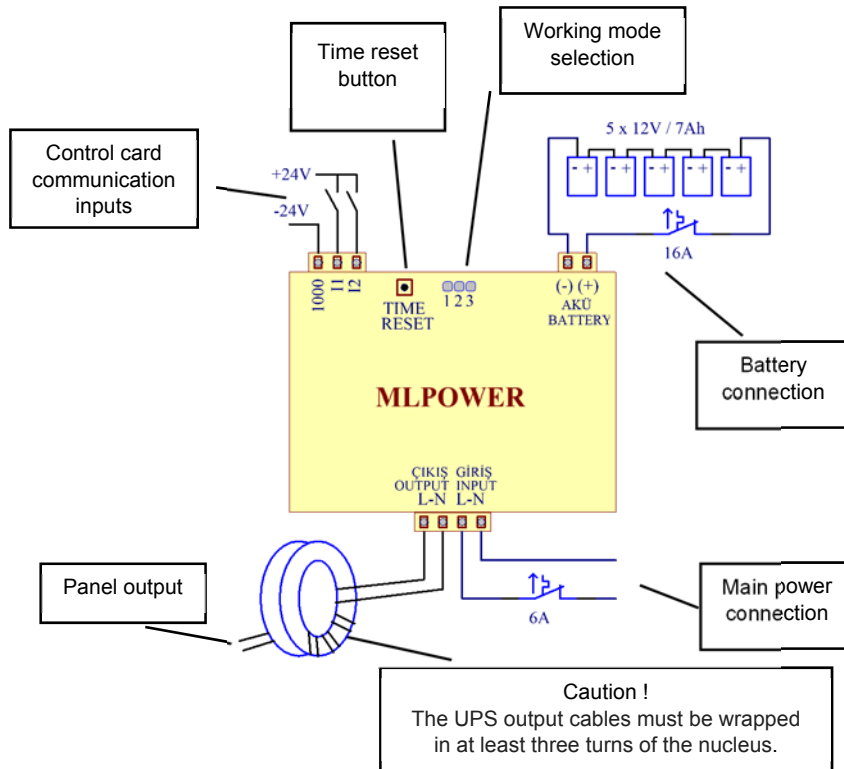 Time reset
button
Working mode
selection
Control card
communication
inputs
+24V
-24V
5 x 12V / 7Ah
- + - + - + - + - +
16A
1000 I1 I2
TIME
RESET
1 2 3
(-) (+)
AKÜ
BATTERY
Battery
connection
MLPOWER
ÇIKIŞ GİRİŞ
OUTPUT INPUT
L-N L-N
Panel output
6A
Main power
connection
Caution !
The UPS output cables must be wrapped
in at least three turns of the nucleus.